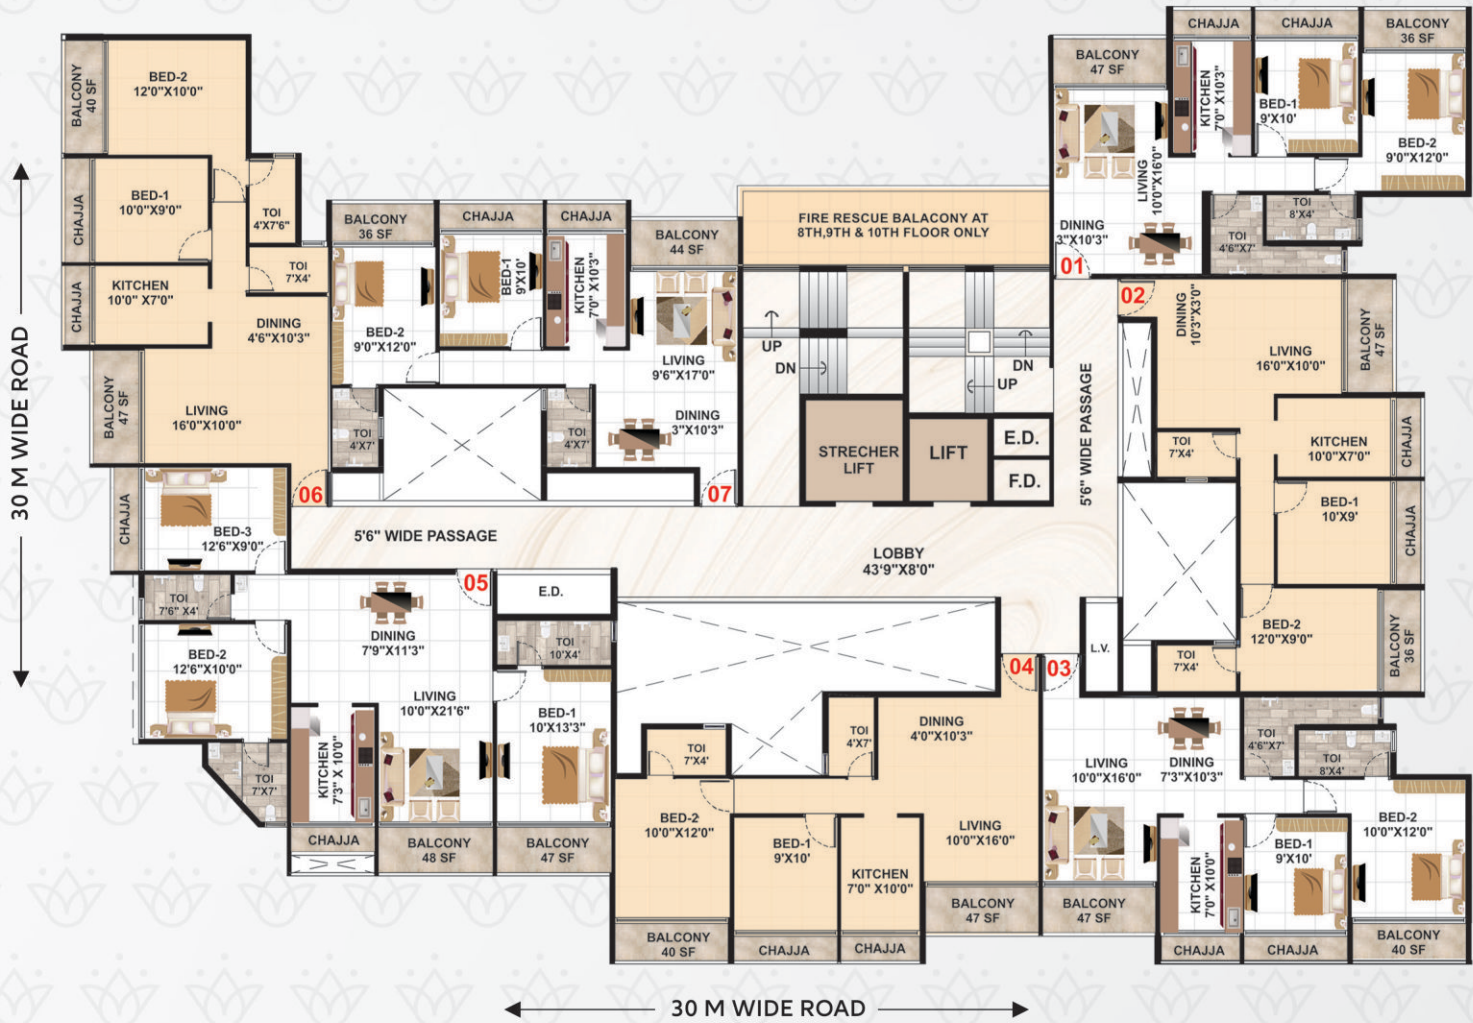 CHAJJA
CHAJJA
BALCONY
36 SF
BALCONY
47 SF
KITCHEN
7'0" X10'3"
BED-1
9'X10'
BED-2
9'0"X12'0"
LIVING
10'0"X16'0"
DINING
3"X10'3"
TOI
4'6"X7'
TOI
8'X4'
01
BALCONY
40 SF
BED-2
12'0"X10'0"
CHAJJA
BED-1
10'0"X9'0"
TOI
4'X7'6"
CHAJJA
KITCHEN
10'0" X7'0"
TOI
7'X4'
DINING
4'6"X10'3"
BALCONY
47 SF
LIVING
16'0"X10'0"
06
BALCONY
36 SF
CHAJJA
CHAJJA
BALCONY
44 SF
BED-2
9'0"X12'0"
BED-1
9'X10'
KITCHEN
7'0" X10'3"
LIVING
9'6"X17'0"
DINING
3"X10'3"
TOI
4'X7'
TOI
4'X7'
07
FIRE RESCUE BALACONY AT
8TH,9TH & 10TH FLOOR ONLY
UP
DN
DN
UP
STRECHER
LIFT
LIFT
E.D.
F.D.
5'6" WIDE PASSAGE
02
DINING
10'3"X3'0"
LIVING
16'0"X10'0"
BALCONY
47 SF
TOI
7'X4'
KITCHEN
10'0"X7'0"
CHAJJA
BED-1
10'X9'
CHAJJA
BED-2
12'0"X9'0"
BALCONY
36 SF
TOI
7'X4'
30 M WIDE ROAD
5'6" WIDE PASSAGE
LOBBY
43'9"X8'0"
CHAJJA
BED-3
12'6"X9'0"
05
E.D.
TOI
7'6" X4'
DINING
7'9"X11'3"
TOI
10'X4'
BED-2
12'6"X10'0"
LIVING
10'0"X21'6"
BED-1
10'X13'3"
TOI
7'X7'
KITCHEN
7'3" X 10'0"
CHAJJA
BALCONY
48 SF
BALCONY
47 SF
L.V.
04
03
TOI
7'X4'
TOI
4'X7'
DINING
4'0"X10'3"
BED-2
10'0"X12'0"
BED-1
9'X10'
KITCHEN
7'0" X10'0"
LIVING
10'0"X16'0"
BALCONY
40 SF
CHAJJA
CHAJJA
BALCONY
47 SF
LIVING
10'0"X16'0"
DINING
7'3"X10'3"
TOI
4'6"X7'
TOI
8'X4'
BALCONY
47 SF
KITCHEN
7'0" X10'0"
BED-1
9'X10'
BED-2
10'0"X12'0"
CHAJJA
CHAJJA
BALCONY
40 SF
30 M WIDE ROAD